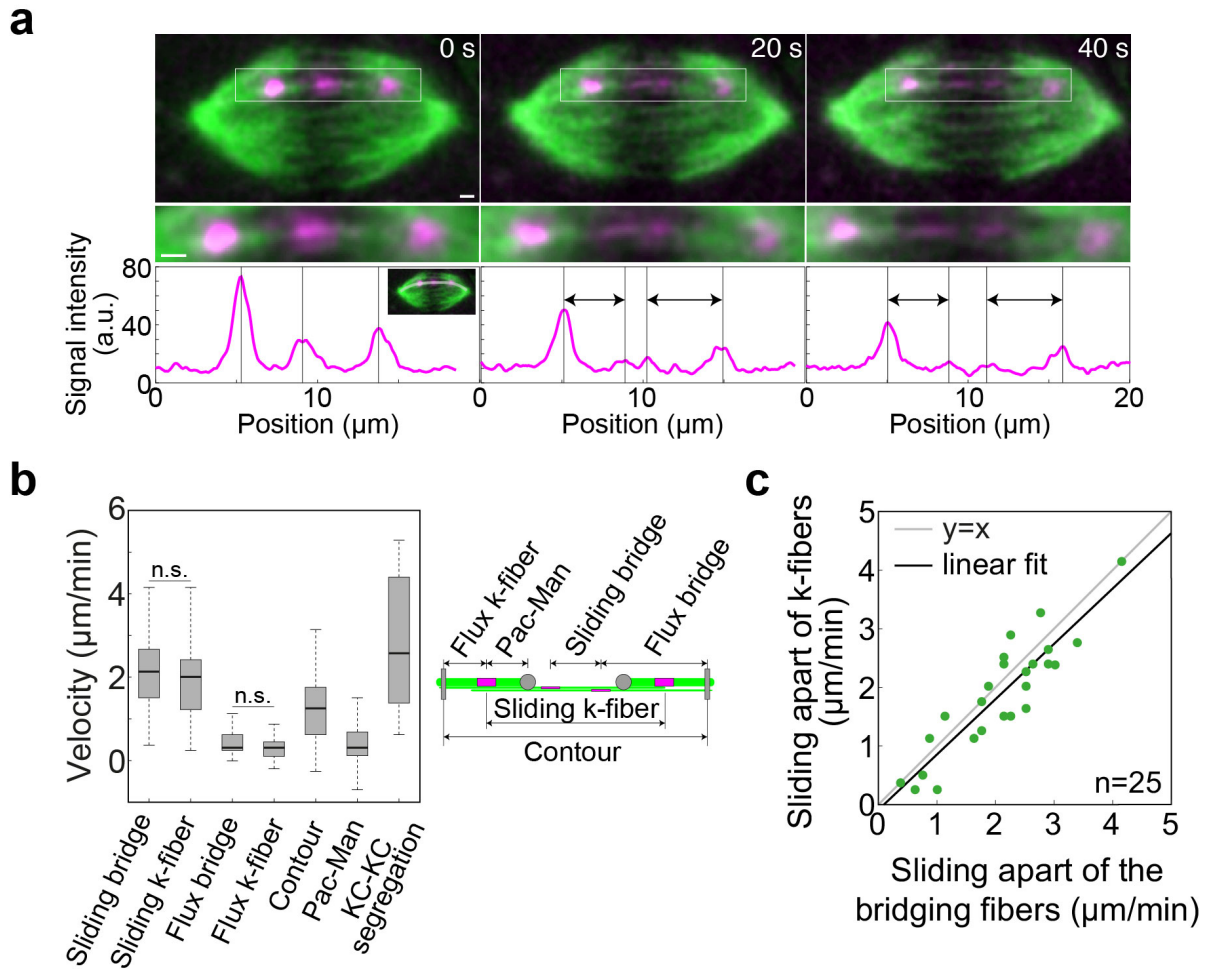 a
0 s
20 s
40 s
Signal intensity
(a.u.)
80
40
0
0
10
0
10
0
10
20
Position (µm)
Position (µm)
Position (µm)
b
Velocity (µm/min)
6
4
2
0
n.s.
n.s.
Sliding bridge
Sliding k-fiber
Flux bridge
Flux k-fiber
Contour
Pac-Man
KC-KC
segregation
Flux k-fiber
Pac-Man
Sliding bridge
Flux bridge
Sliding k-fiber
Contour
c
Sliding apart of k-fibers
(µm/min)
5
4
3
2
1
0
y=x
linear fit
n=25
0
1
2
3
4
5
Sliding apart of the
bridging fibers (µm/min)